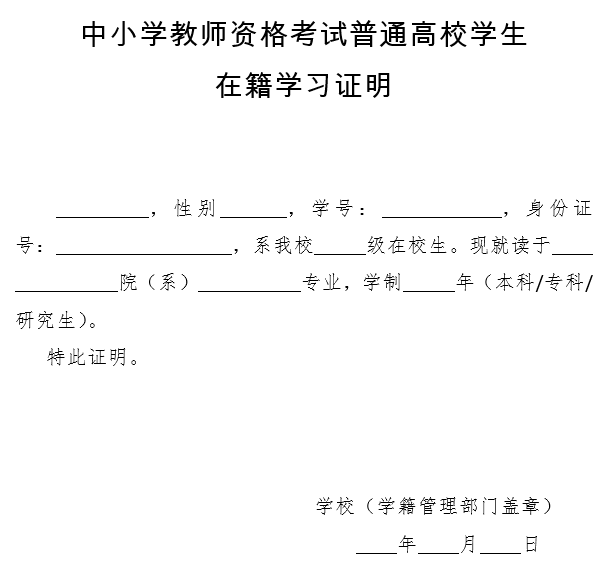 中小学教师资格考试普通高校学生
在籍学习证明
_________，性别______，学号：___________，身份证
号：_________________，系我校_____级在校生。现就读于____
__________院（系）__________专业，学制_____年（本科/专科/
研究生）。
特此证明。
学校（学籍管理部门盖章）
____年____月____日